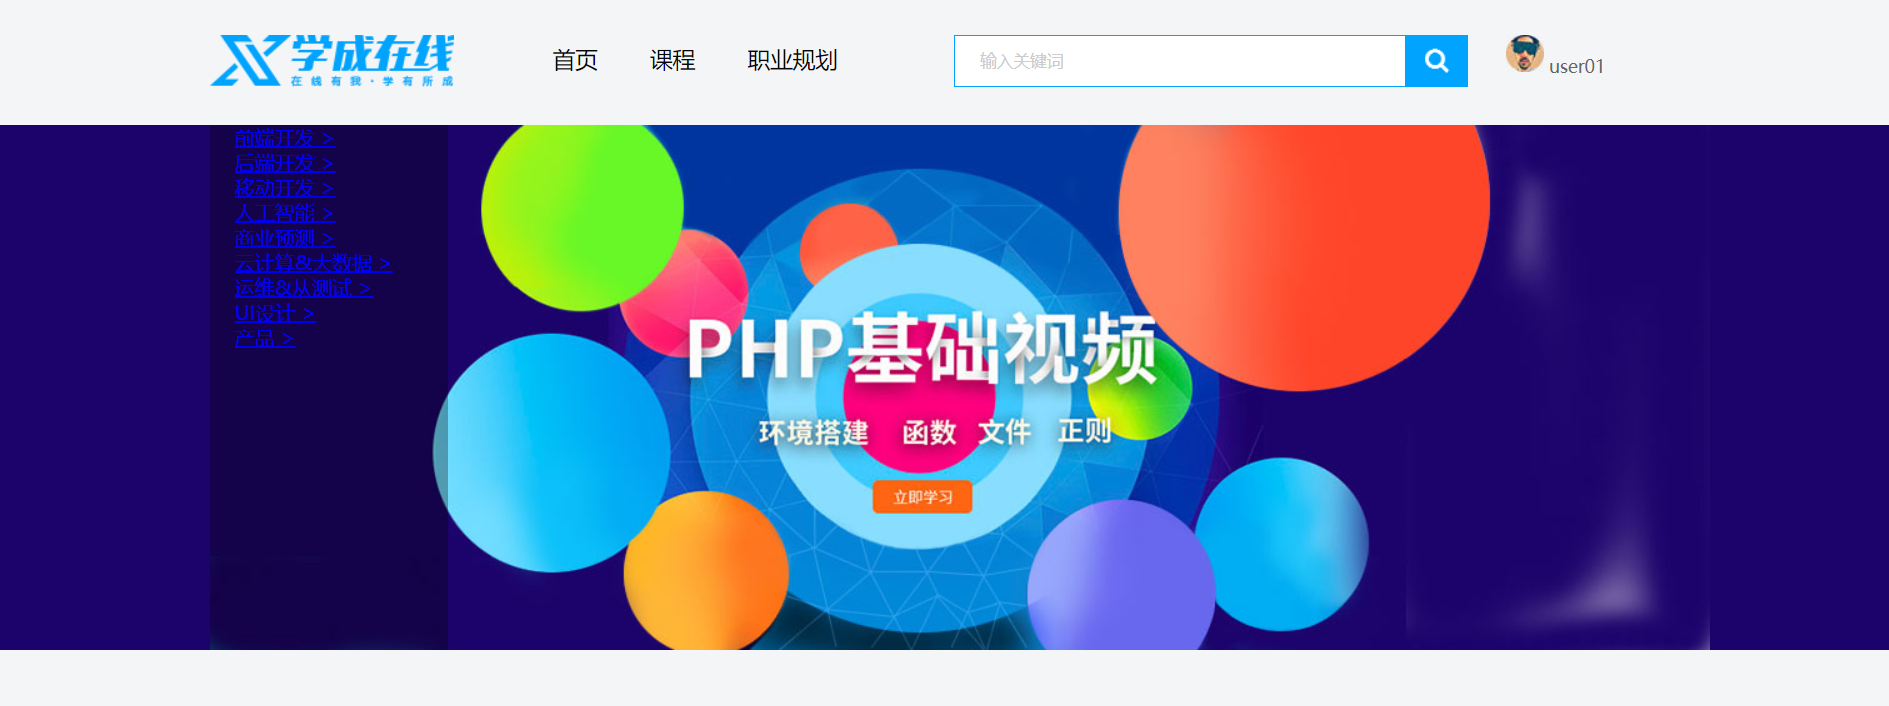 学成在线
在线有我·学有所成
首页 课程 职业规划
输入关键词
user01
前端开发 >
后端开发 >
移动开发 >
人工智能 >
商业预测 >
云计算&大数据 >
运维&从测试 >
UI设计 >
产品 >
PHP基础视频
环境搭建 函数 文件 正则
立即学习